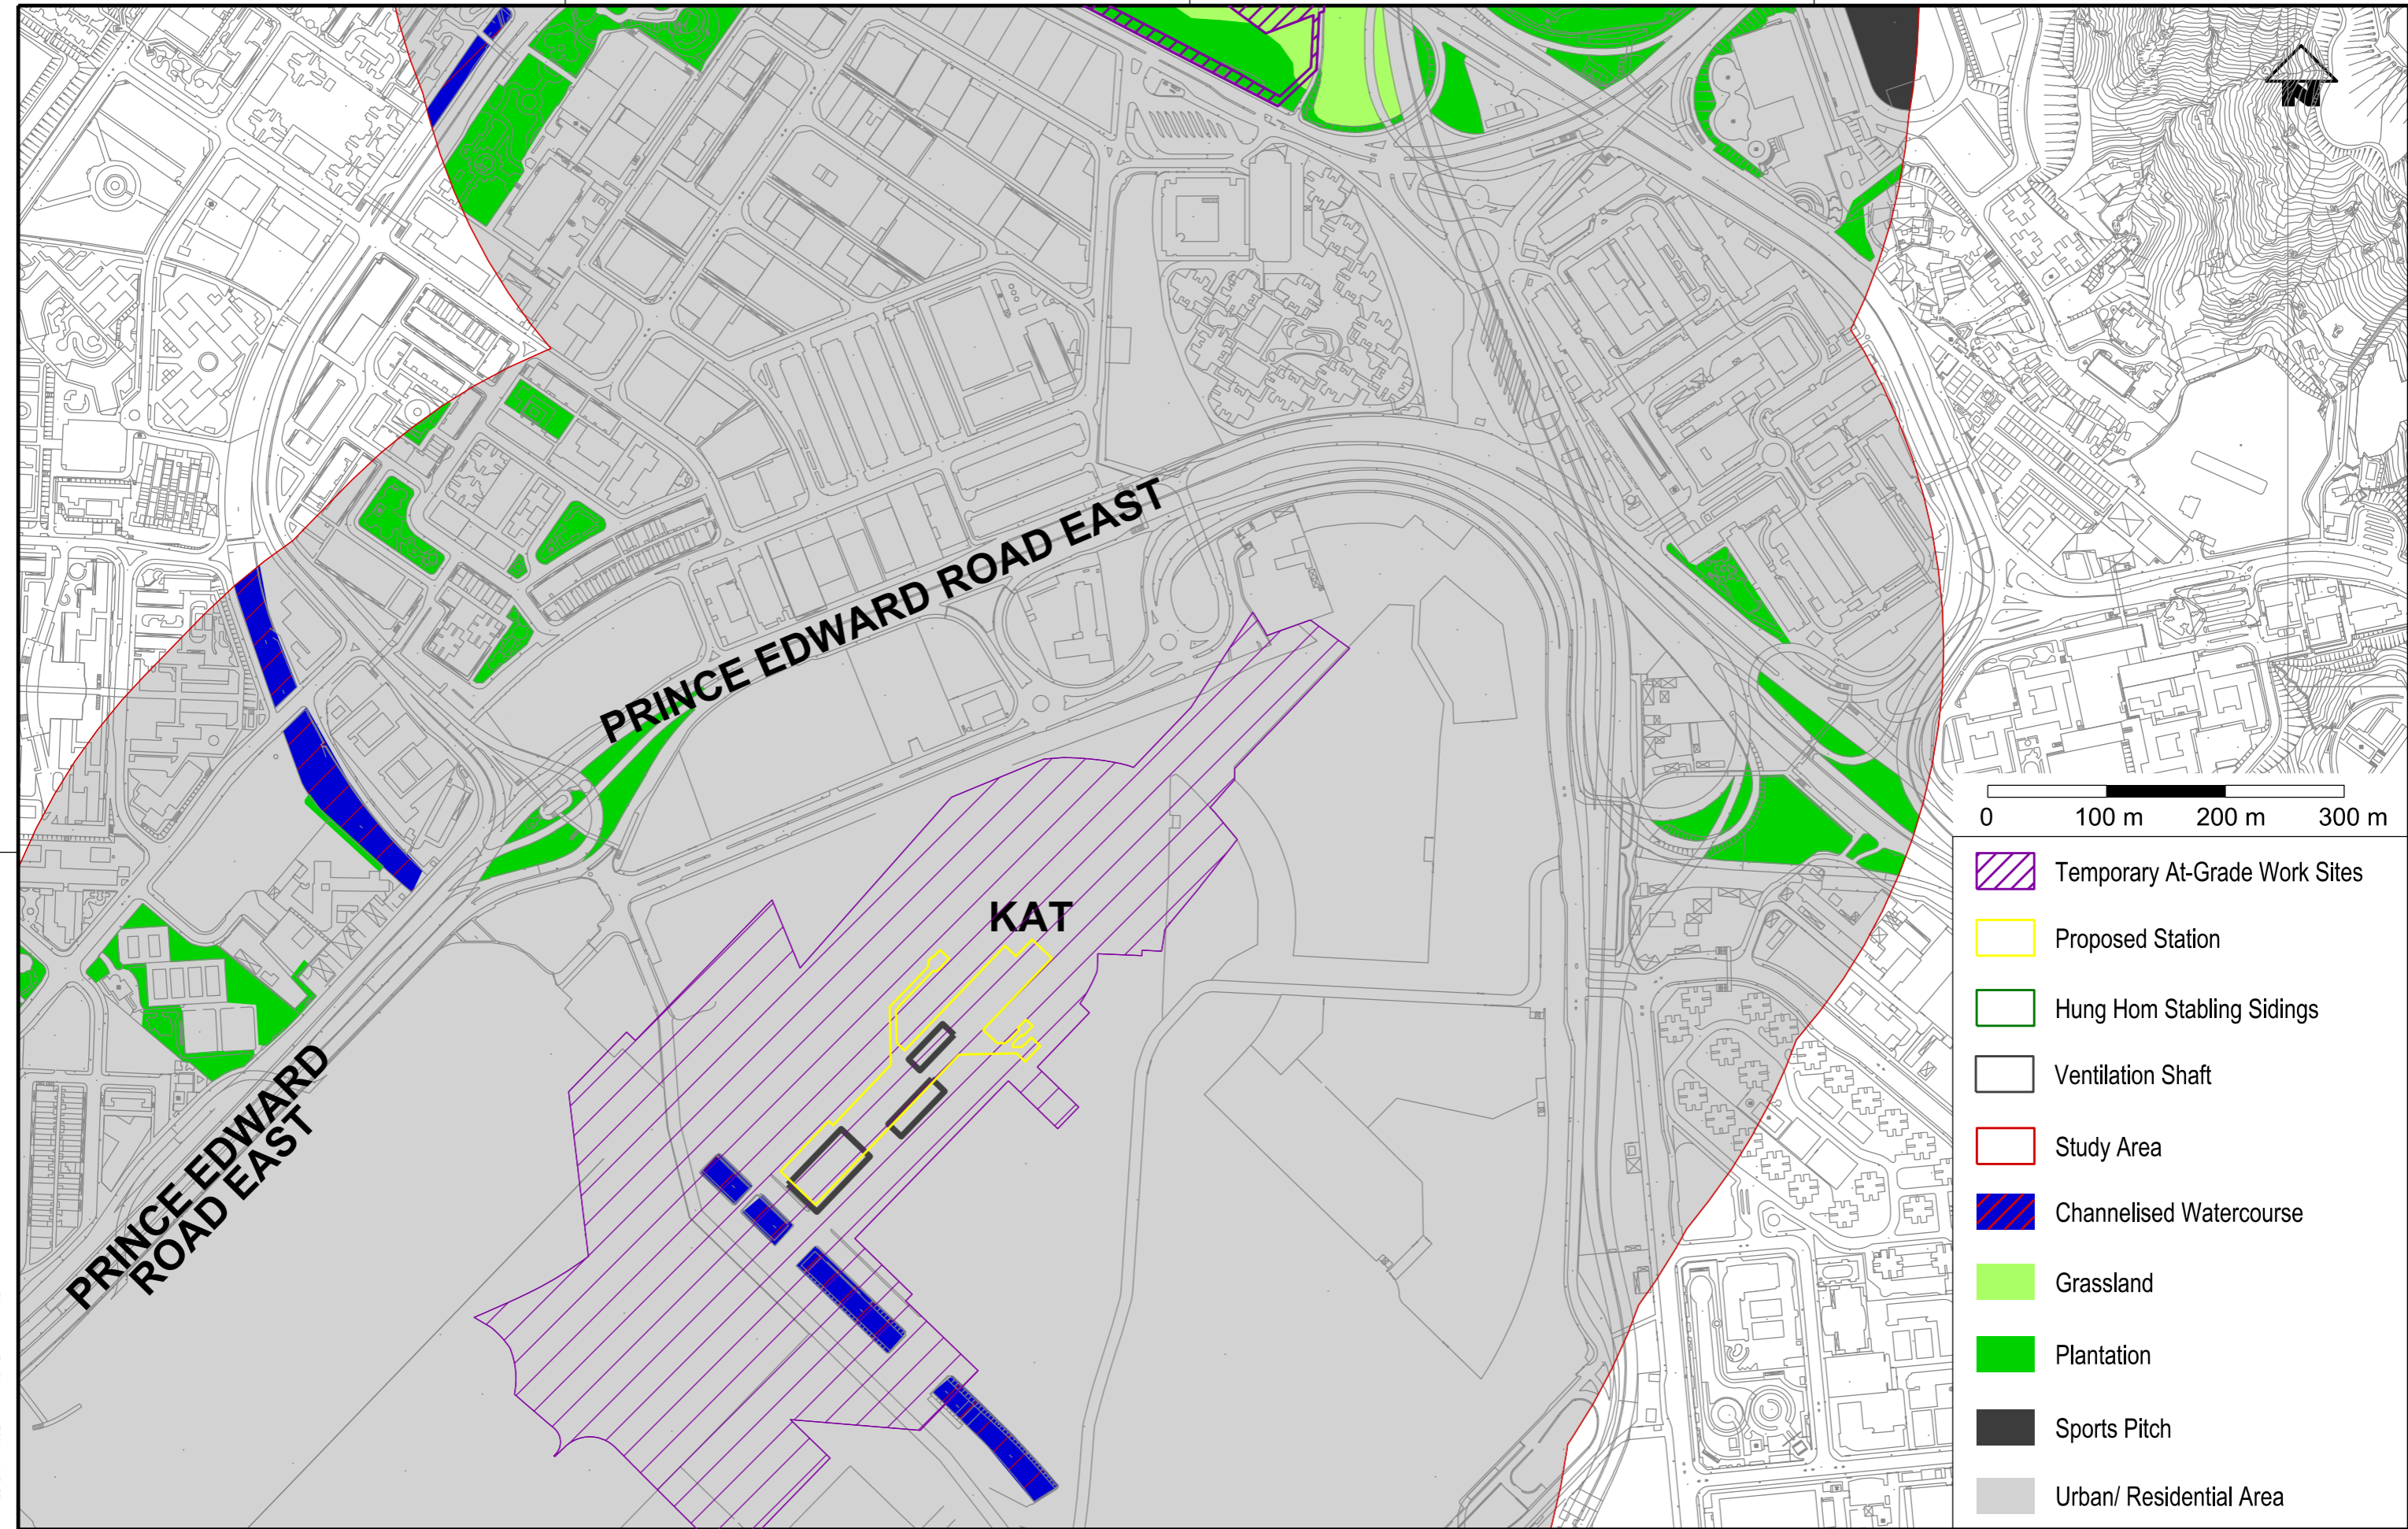 N
PRINCE EDWARD ROAD EAST
KAT
PRINCE EDWARD
ROAD EAST
0 100 m 200 m 300 m
Temporary At-Grade Work Sites
Proposed Station
Hung Hom Stabling Sidings
Ventilation Shaft
Study Area
Channelised Watercourse
Grassland
Plantation
Sports Pitch
Urban/ Residential Area